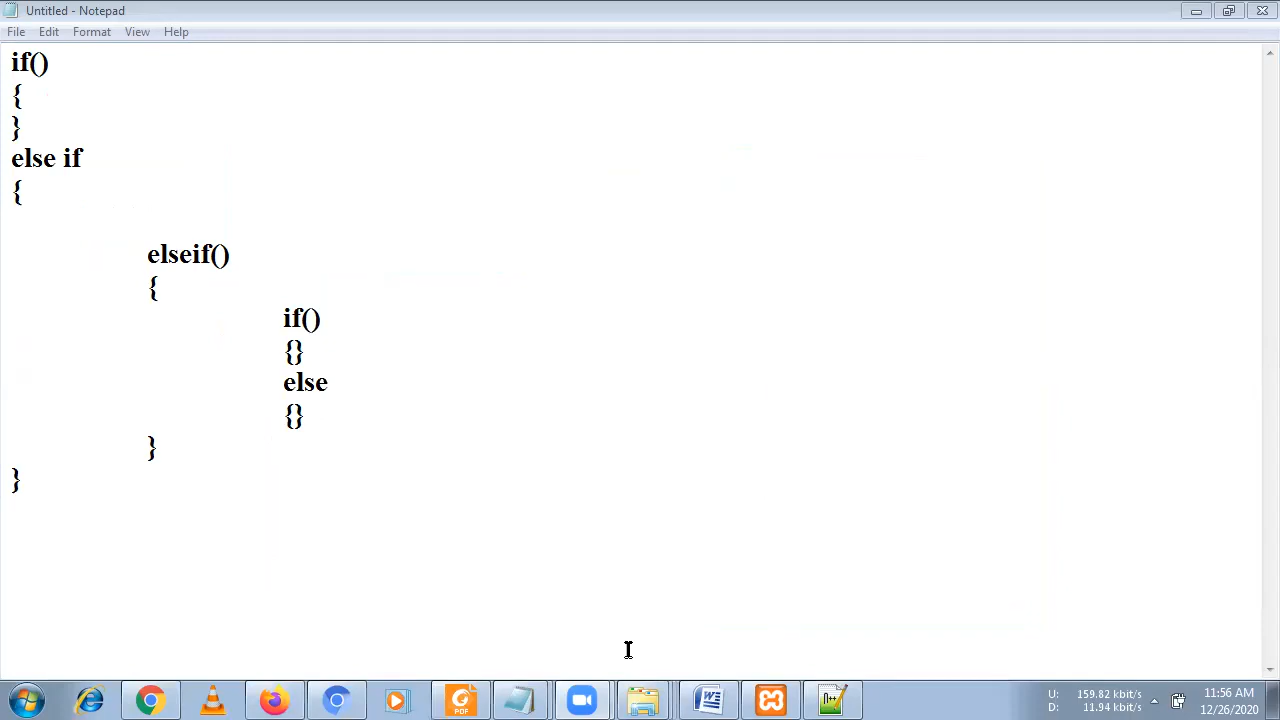 Untitled - Notepad
File Edit Format View Help
if()
{
}
else if
{
elseif()
{
if()
{}
else
{}
}
}
U: 159.82 kbit/s
D: 11.94 kbit/s
11:56 AM
12/26/2020
PDF
W